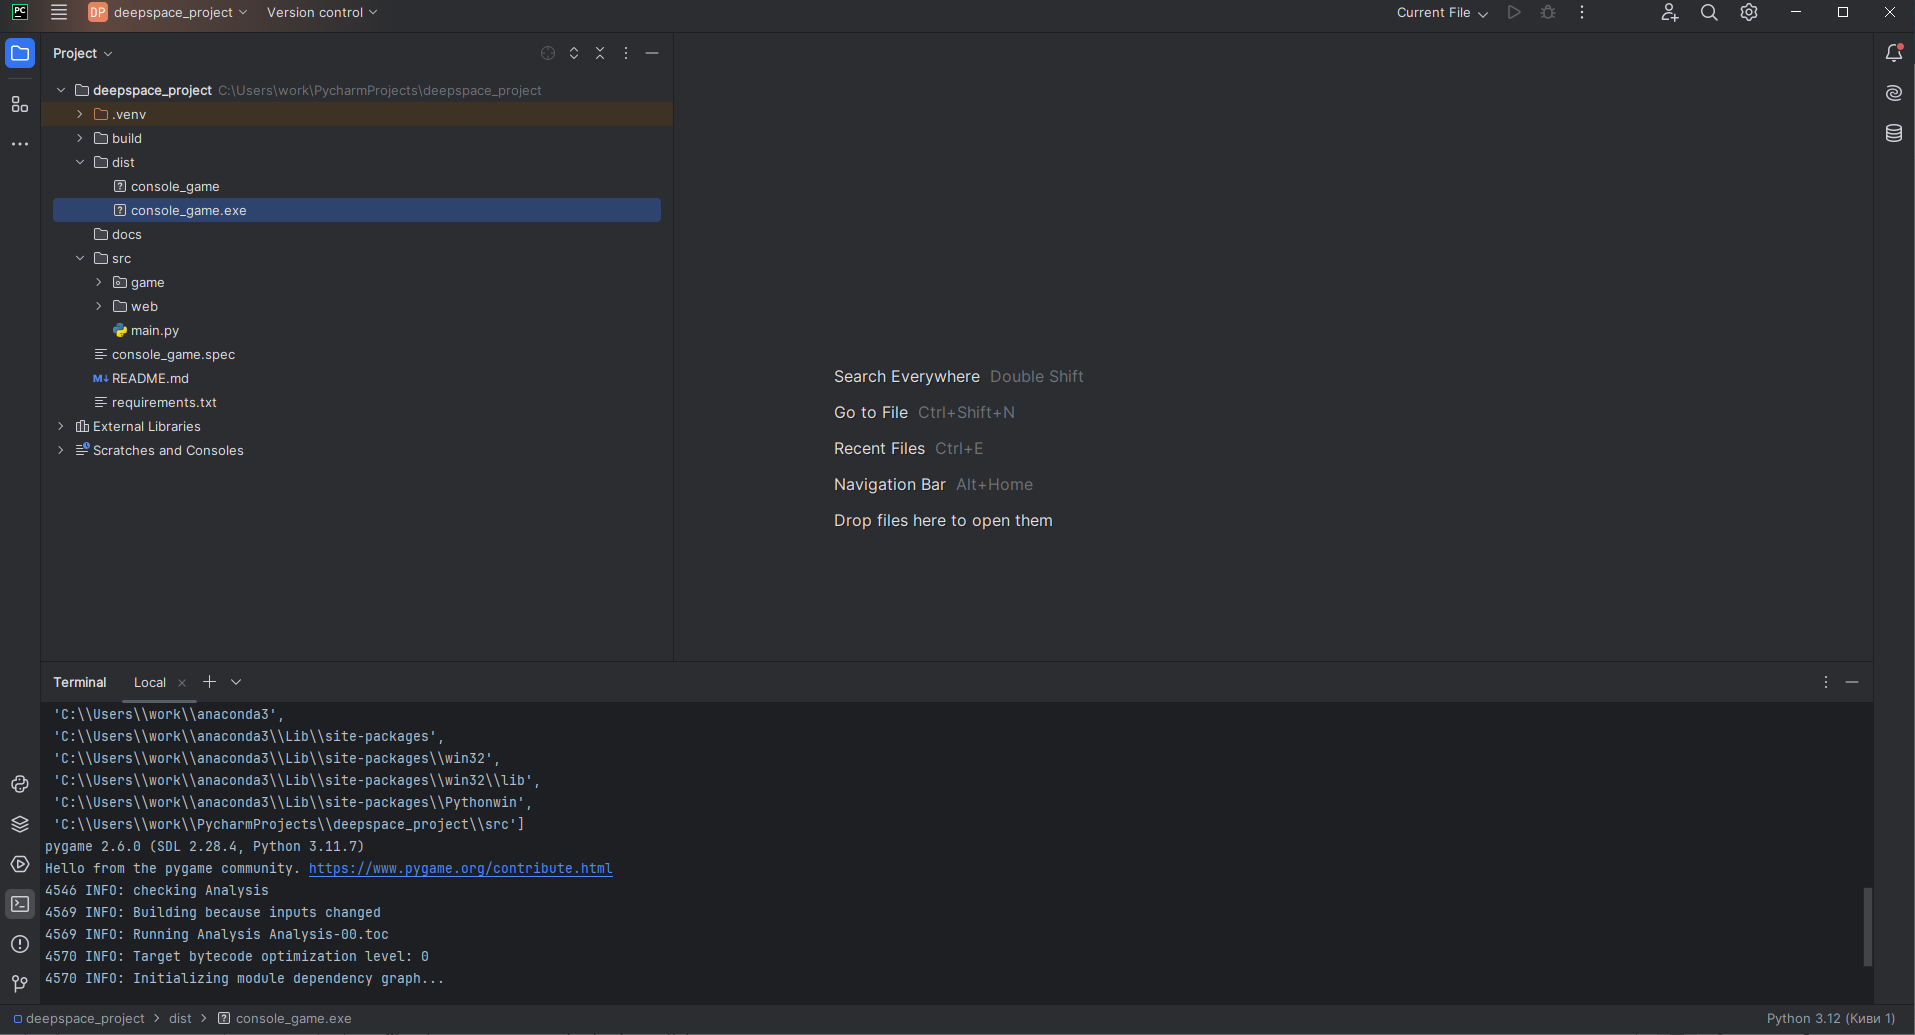 PC DP deepspace_project Version control Current File
Project
deepspace_project C:\Users\work\PycharmProjects\deepspace_project
.venv
build
dist
console_game
console_game.exe
docs
src
game
web
main.py
console_game.spec
M↓ README.md
requirements.txt
External Libraries
Scratches and Consoles
Search Everywhere Double Shift
Go to File Ctrl+Shift+N
Recent Files Ctrl+E
Navigation Bar Alt+Home
Drop files here to open them
Terminal Local
'C:\\Users\\work\\anaconda3',
'C:\\Users\\work\\anaconda3\\Lib\\site-packages',
'C:\\Users\\work\\anaconda3\\Lib\\site-packages\\win32',
'C:\\Users\\work\\anaconda3\\Lib\\site-packages\\win32\\lib',
'C:\\Users\\work\\anaconda3\\Lib\\site-packages\\Pythonwin',
'C:\\Users\\work\\PycharmProjects\\deepspace_project\\src']
pygame 2.6.0 (SDL 2.28.4, Python 3.11.7)
Hello from the pygame community. https://www.pygame.org/contribute.html
4546 INFO: checking Analysis
4569 INFO: Building because inputs changed
4569 INFO: Running Analysis Analysis-00.toc
4570 INFO: Target bytecode optimization level: 0
4570 INFO: Initializing module dependency graph...
deepspace_project > dist > console_game.exe Python 3.12 (Киви 1)